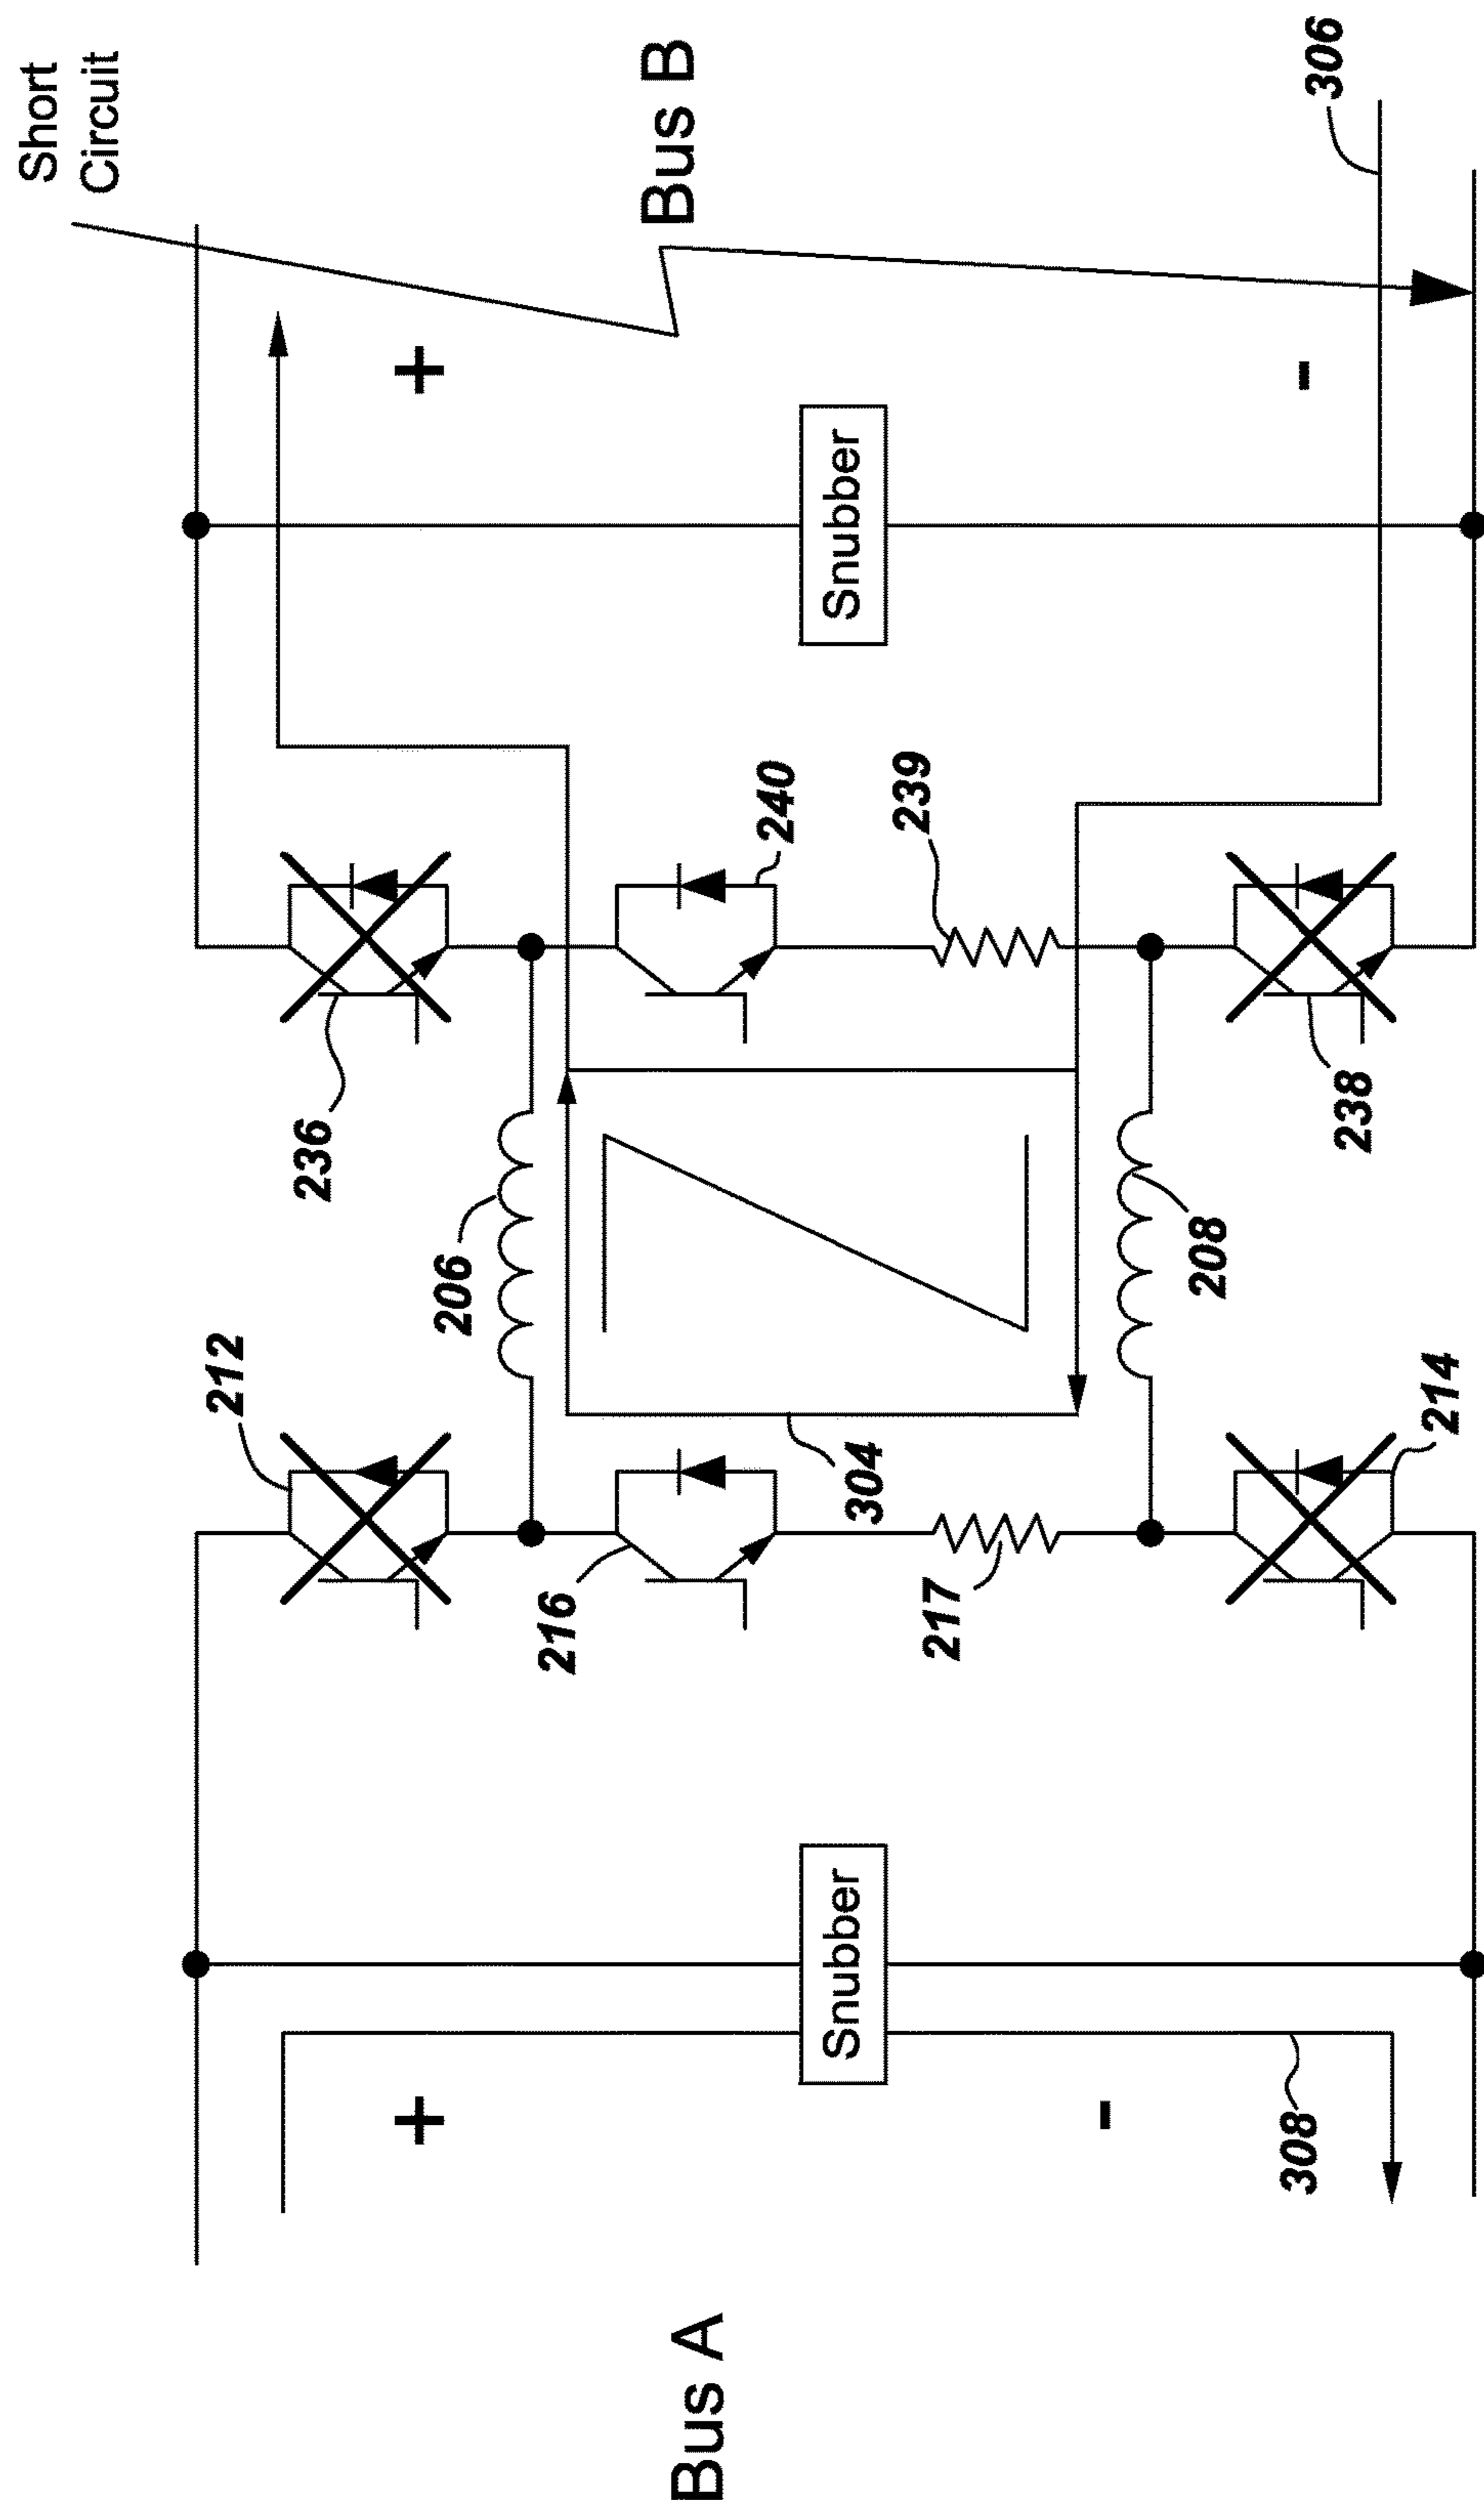 Short
Circuit
Bus B
306
+
-
Snubber
240
239
236
238
206
208
212
214
304
216
217
Snubber
+
-
308
Bus A